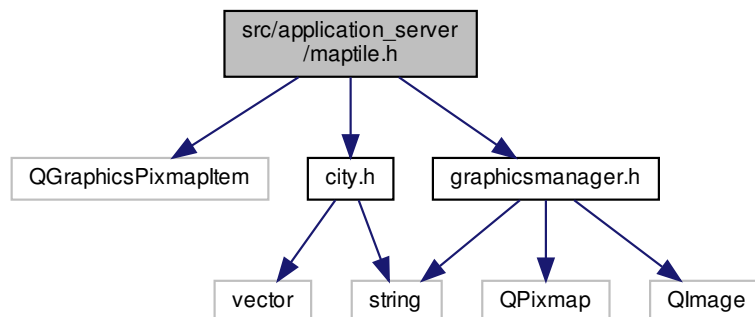 src/application_server
/maptile.h
QGraphicsPixmapItem
city.h
graphicsmanager.h
vector
string
QPixmap
QImage